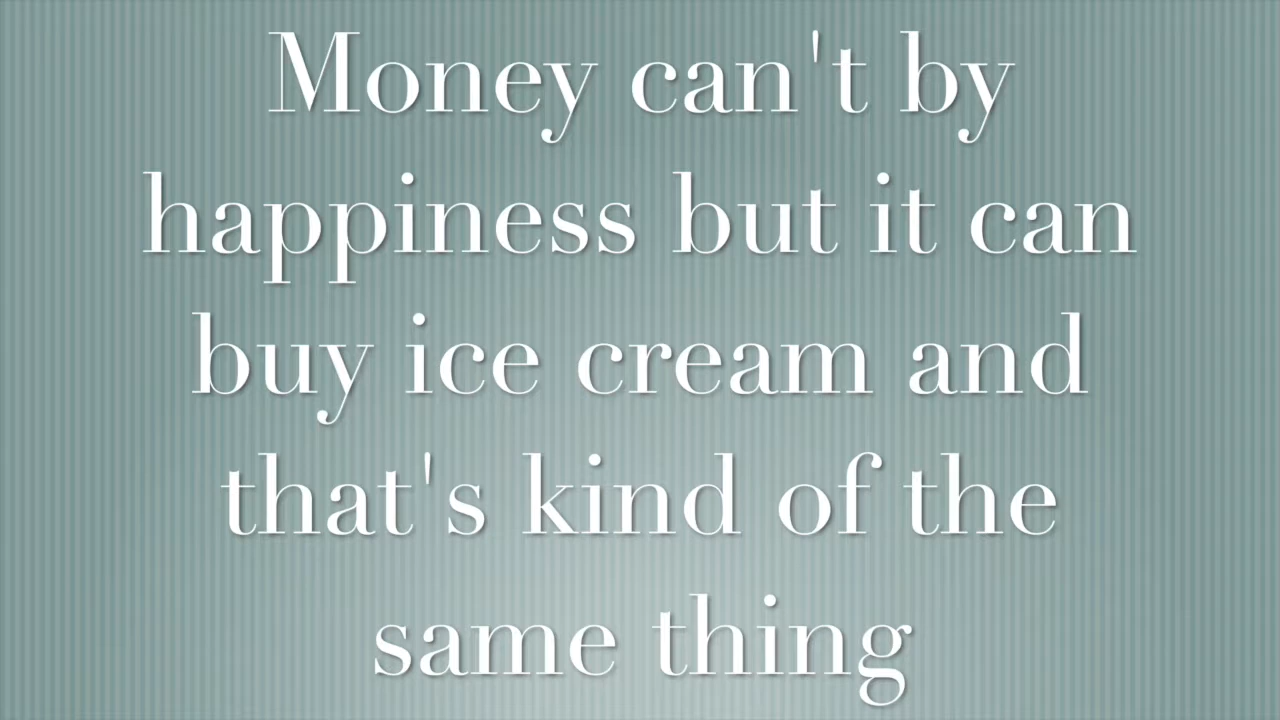 Money can't by
happiness but it can
buy ice cream and
that's kind of the
same thing